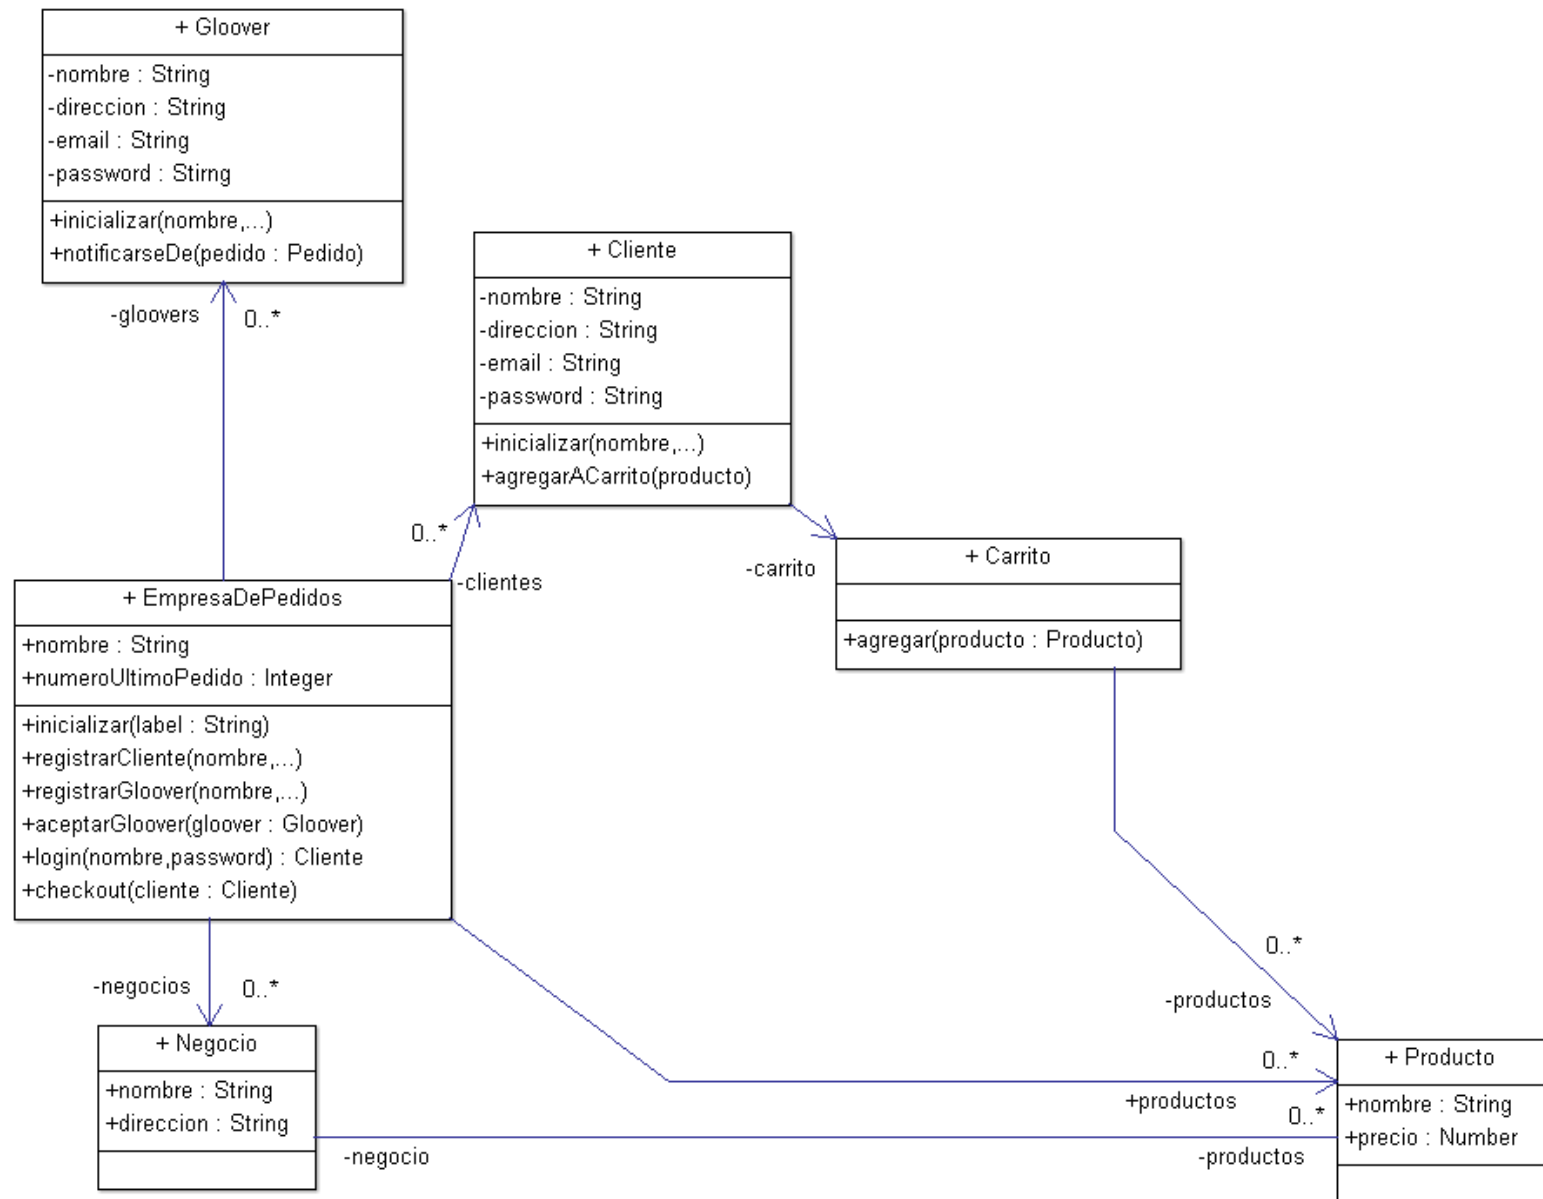 + Gloover
-nombre : String
-direccion : String
-email : String
-password : Stirng
+inicializar(nombre,...)
+notificarseDe(pedido : Pedido)
-gloovers
0..*
+ Cliente
-nombre : String
-direccion : String
-email : String
-password : String
+inicializar(nombre,...)
+agregarACarrito(producto)
0..*
-clientes
-carrito
+ Carrito
+agregar(producto : Producto)
+ EmpresaDePedidos
+nombre : String
+numeroUltimoPedido : Integer
+inicializar(label : String)
+registrarCliente(nombre,...)
+registrarGloover(nombre,...)
+aceptarGloover(gloover : Gloover)
+login(nombre,password) : Cliente
+checkout(cliente : Cliente)
0..*
-productos
-negocios
0..*
+ Negocio
+nombre : String
+direccion : String
0..*
+productos
0..*
-negocio
-productos
+ Producto
+nombre : String
+precio : Number